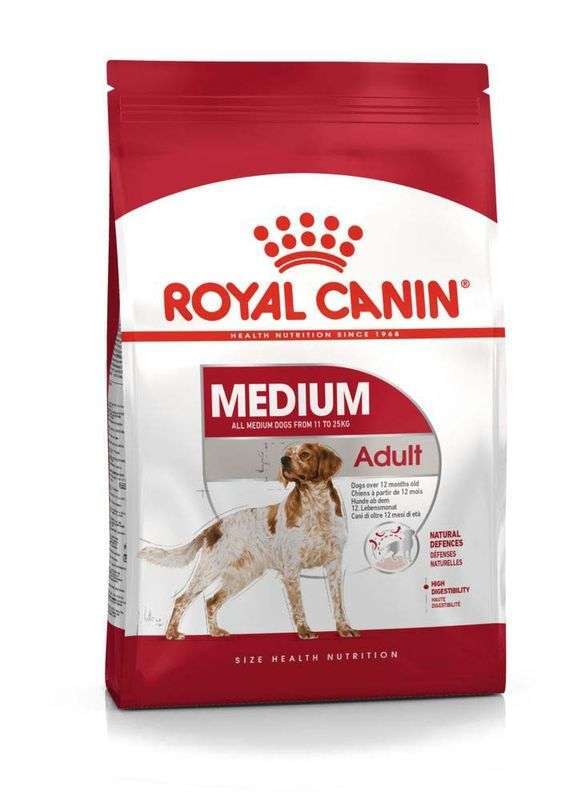 ROYAL CANIN®
HEALTH NUTRITION SINCE 1968
MEDIUM
ALL MEDIUM DOGS FROM 11 TO 25KG
Adult
Dogs over 12 months old
Chiens à partir de 12 mois
Hunde ab dem
12. Lebensmonat
Cani di oltre 12 mesi di età
NATURAL
DEFENCES
DÉFENSES
NATURELLES
HIGH
DIGESTIBILITY
HAUTE
DIGESTIBILITÉ
SIZE HEALTH NUTRITION